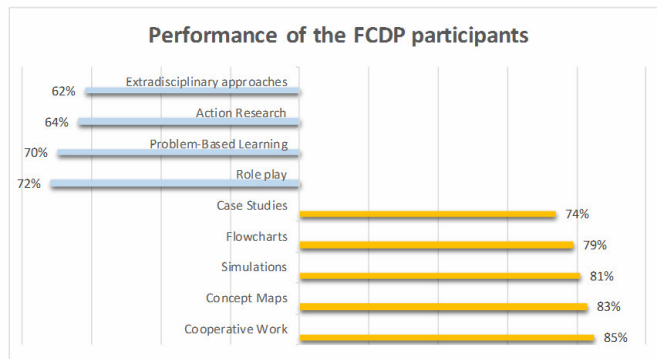 Performance of the FCDP participants
Extradisciplinary approaches
62%
Action Research
64%
Problem-Based Learning
70%
Role play
72%
Case Studies
74%
Flowcharts
79%
Simulations
81%
Concept Maps
83%
Cooperative Work
85%